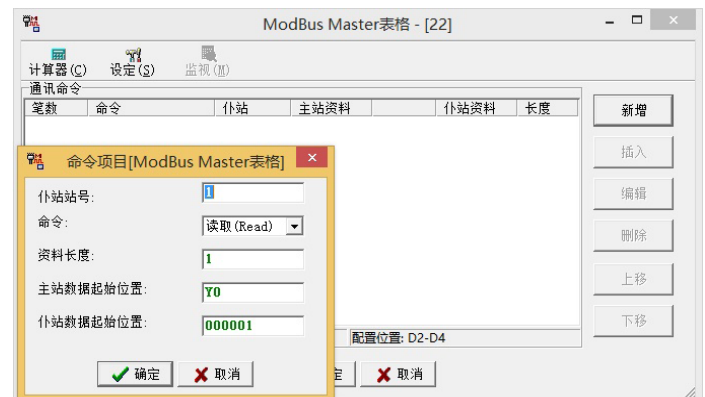 ModBus Master表格 - [22]
计算器(C) 设定(S) 监视(M)
通讯命令
笔数 命令 仆站 主站资料 仆站资料 长度
新增
插入
编辑
删除
上移
下移
命令项目[ModBus Master表格]
仆站站号: 1
命令: 读取(Read)
资料长度: 1
主站数据起始位置: Y0
仆站数据起始位置: 000001
确定 取消
配置位置: D2-D4
定 取消